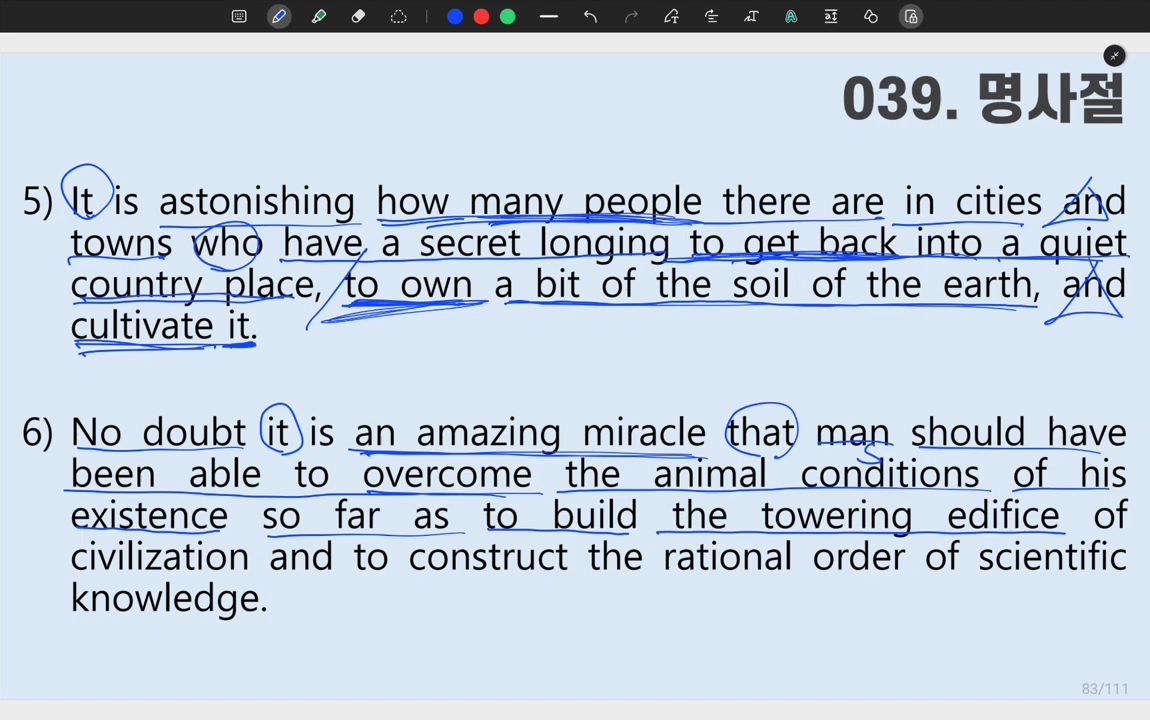 039. 명사절
5) It is astonishing how many people there are in cities and
towns who have a secret longing to get back into a quiet
country place, to own a bit of the soil of the earth, and
cultivate it.
6) No doubt it is an amazing miracle that man should have
s
been able to overcome the animal conditions of his
existence so far as to build the towering edifice of
civilization and to construct the rational order of scientific
knowledge.
83/111